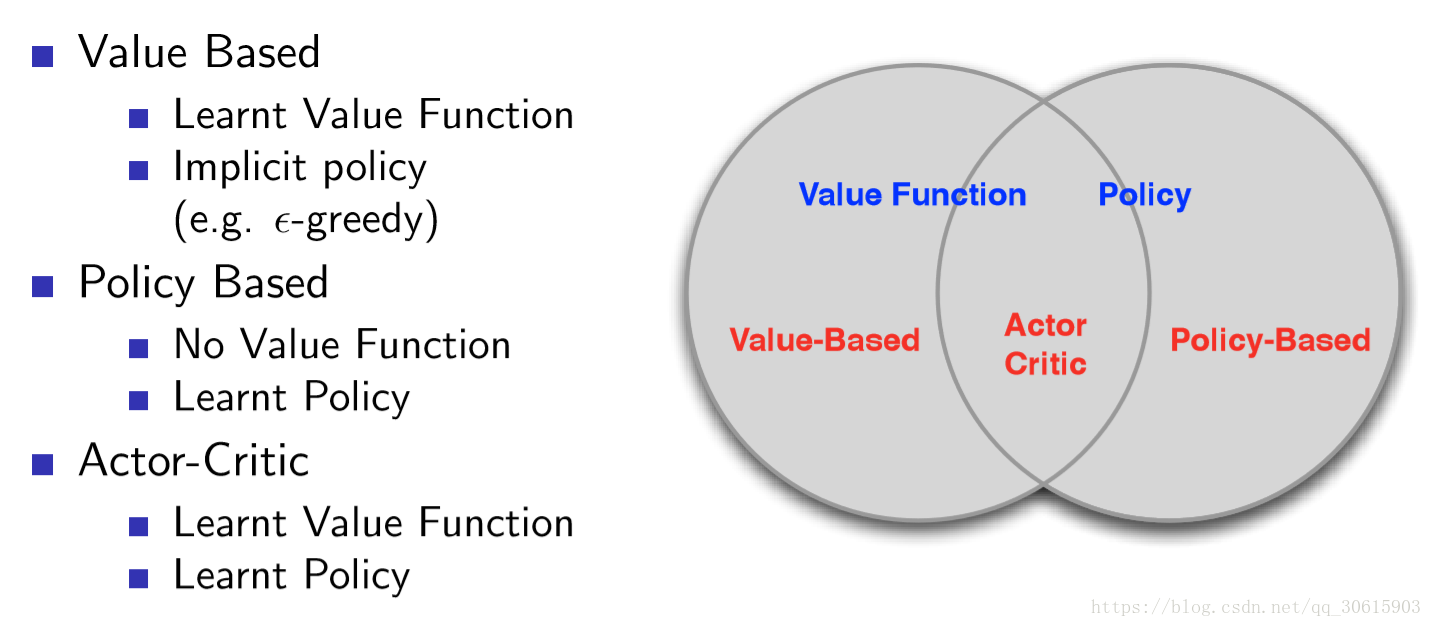 Value Based
Learnt Value Function
Implicit policy
(e.g. ϵ-greedy)
Policy Based
No Value Function
Learnt Policy
Actor-Critic
Learnt Value Function
Learnt Policy
Value Function
Policy
Value-Based
Actor
Critic
Policy-Based
https://blog.csdn.net/qq_30615903